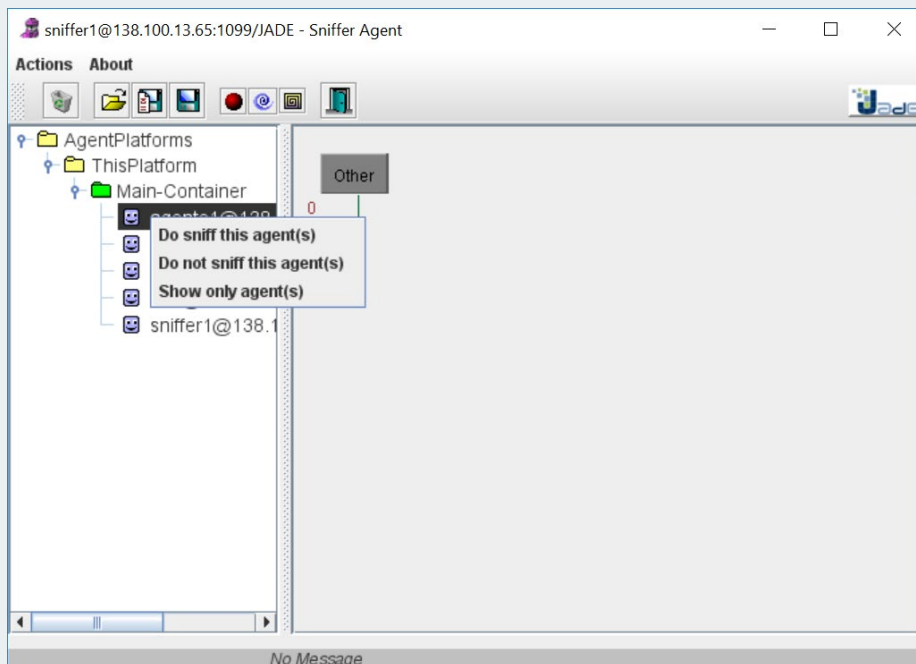 sniffer1@138.100.13.65:1099/JADE - Sniffer Agent
Actions About
Jade
AgentPlatforms
ThisPlatform
Main-Container
Other
0
Do sniff this agent(s)
Do not sniff this agent(s)
Show only agent(s)
sniffer1@138.1
No Message